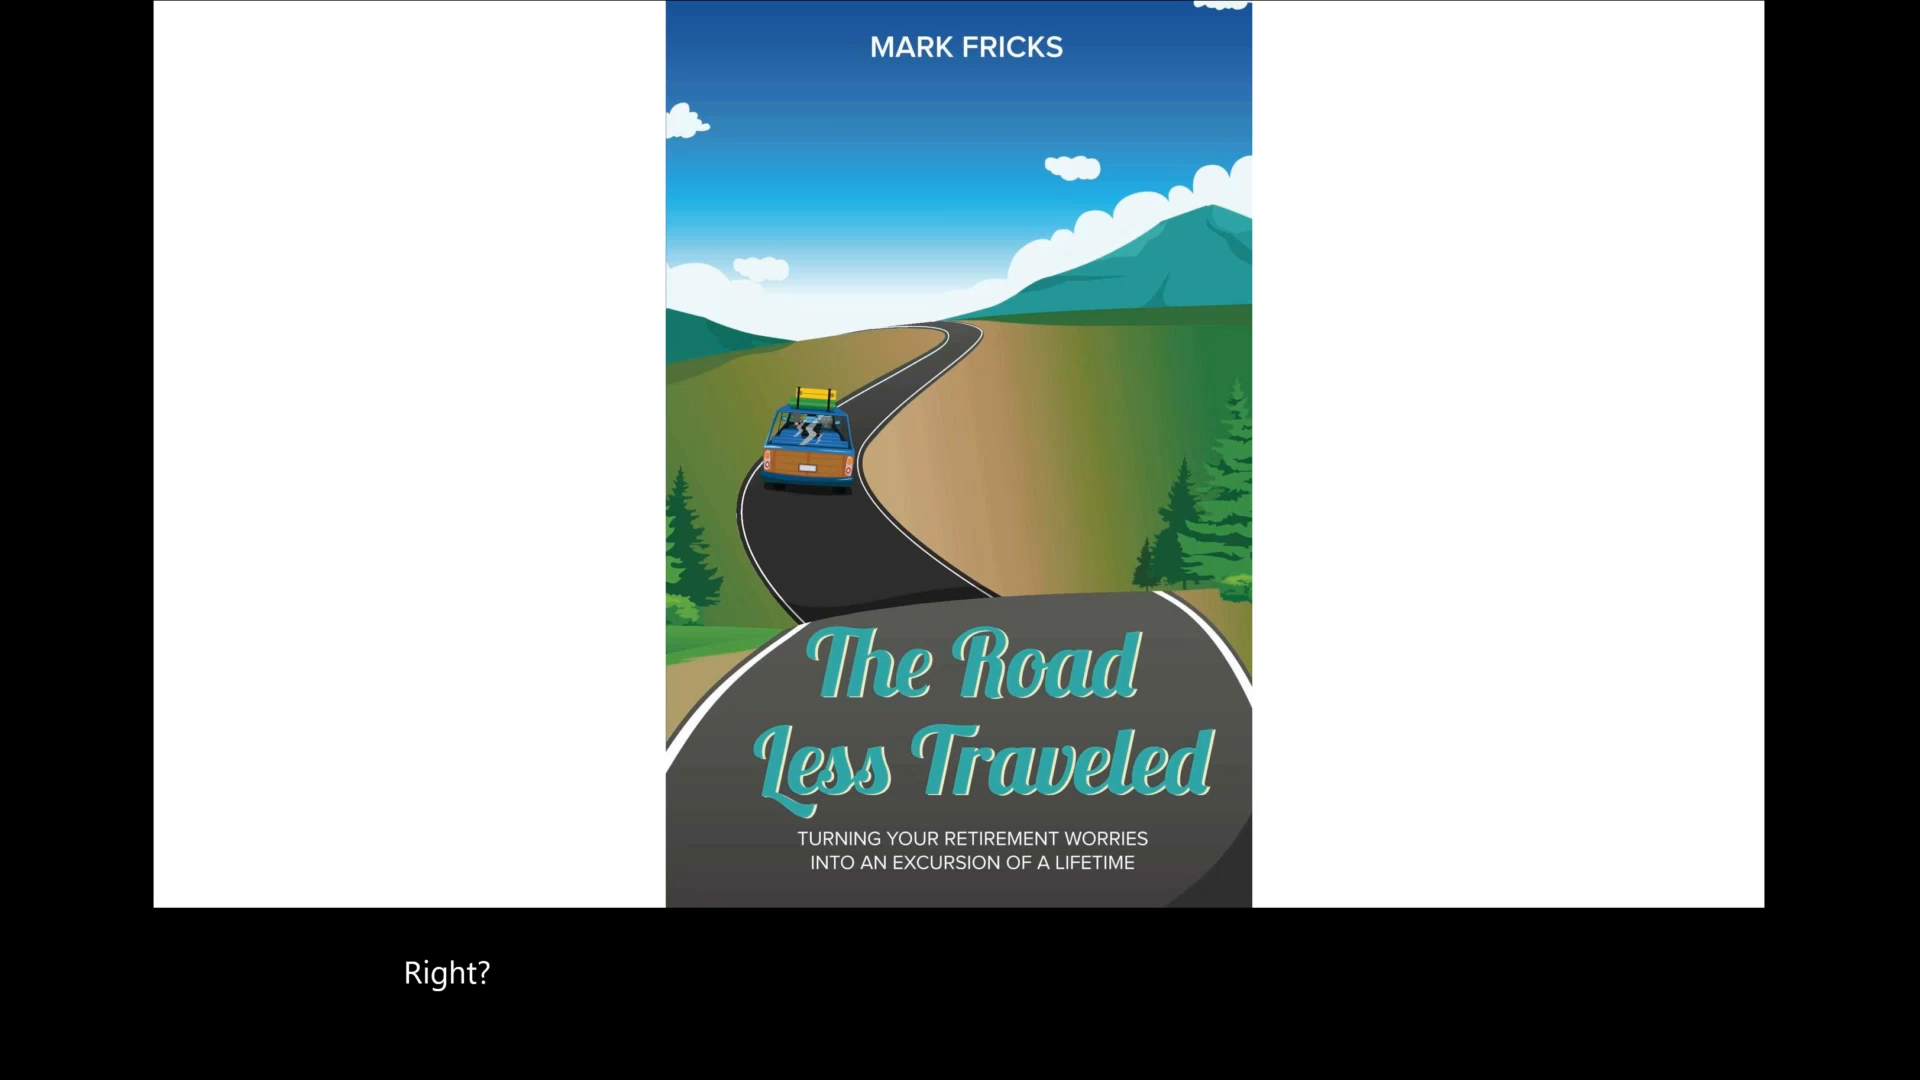 MARK FRICKS
The Road
Less Traveled
TURNING YOUR RETIREMENT WORRIES
INTO AN EXCURSION OF A LIFETIME
Right?